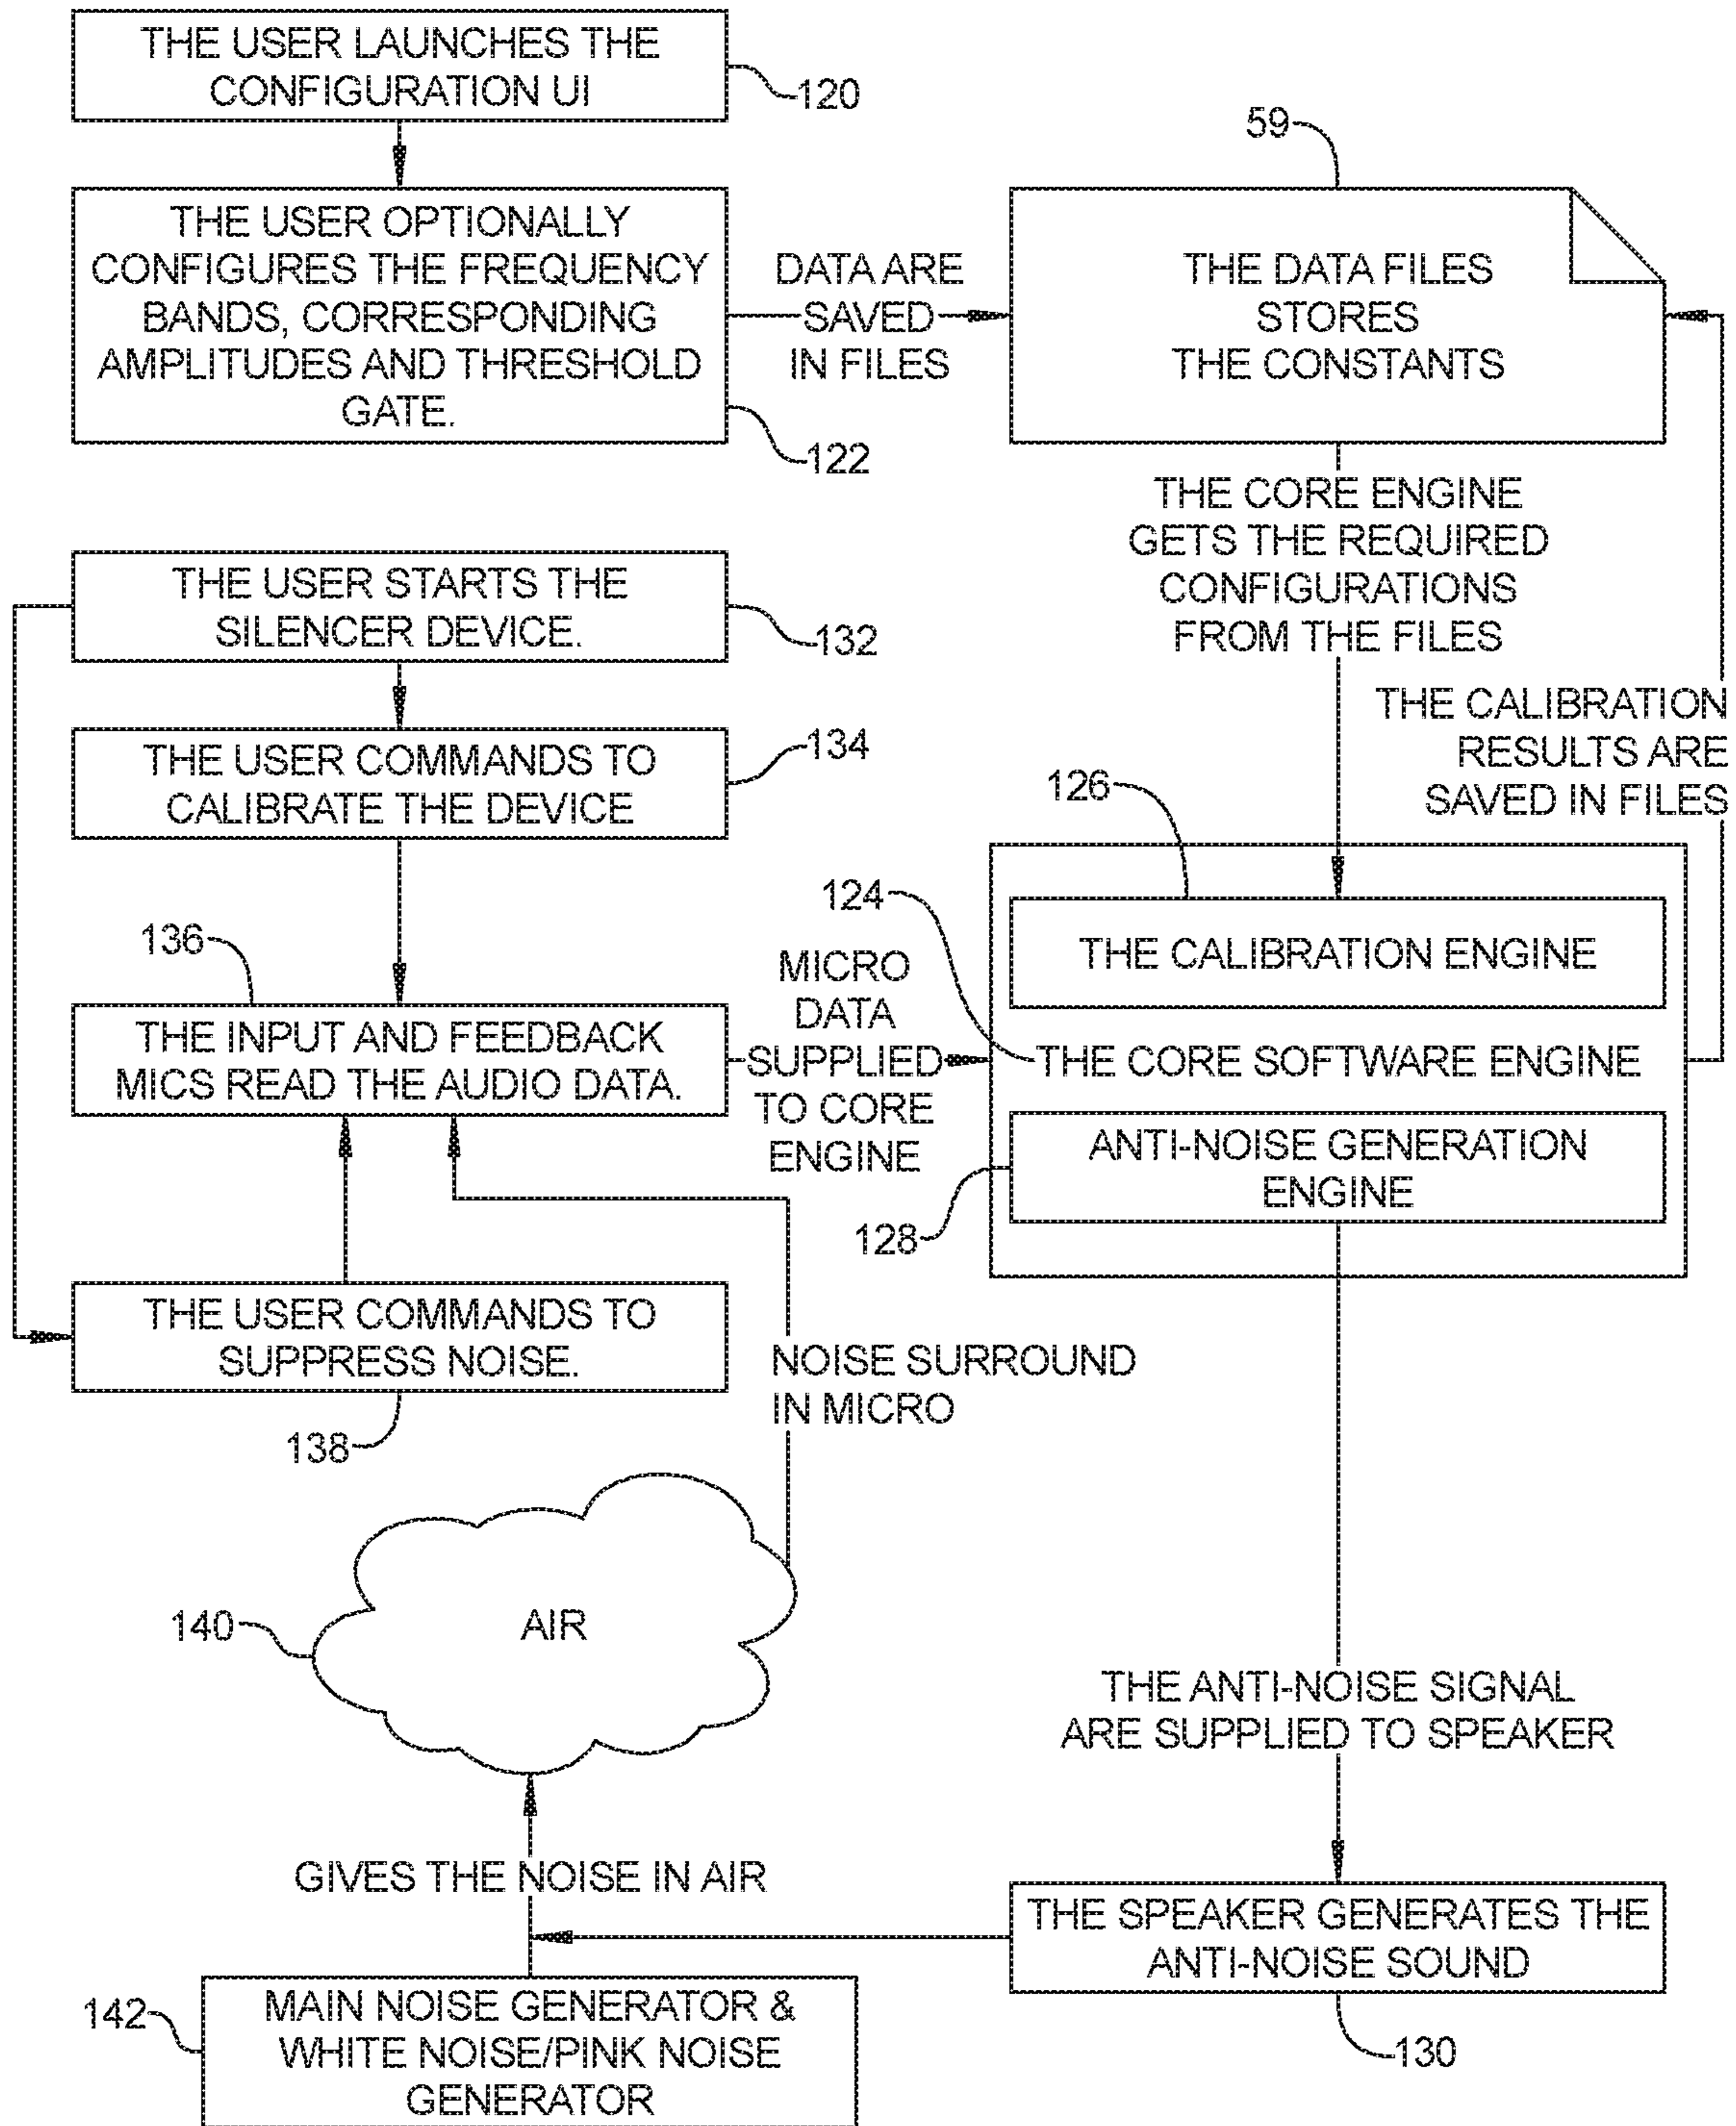 THE USER LAUNCHES THE
CONFIGURATION UI
120
59
THE USER OPTIONALLY
CONFIGURES THE FREQUENCY
BANDS, CORRESPONDING
AMPLITUDES AND THRESHOLD
GATE.
122
DATA ARE
SAVED
IN FILES
THE DATA FILES
STORES
THE CONSTANTS
THE CORE ENGINE
GETS THE REQUIRED
CONFIGURATIONS
FROM THE FILES
THE USER STARTS THE
SILENCER DEVICE.
132
THE CALIBRATION
RESULTS ARE
SAVED IN FILES
THE USER COMMANDS TO
CALIBRATE THE DEVICE
134
126
124
THE CALIBRATION ENGINE
136
THE INPUT AND FEEDBACK
MICS READ THE AUDIO DATA.
MICRO
DATA
SUPPLIED
TO CORE
ENGINE
THE CORE SOFTWARE ENGINE
ANTI-NOISE GENERATION
ENGINE
128
THE USER COMMANDS TO
SUPPRESS NOISE.
138
NOISE SURROUND
IN MICRO
140
AIR
THE ANTI-NOISE SIGNAL
ARE SUPPLIED TO SPEAKER
GIVES THE NOISE IN AIR
THE SPEAKER GENERATES THE
ANTI-NOISE SOUND
130
142
MAIN NOISE GENERATOR &
WHITE NOISE/PINK NOISE
GENERATOR